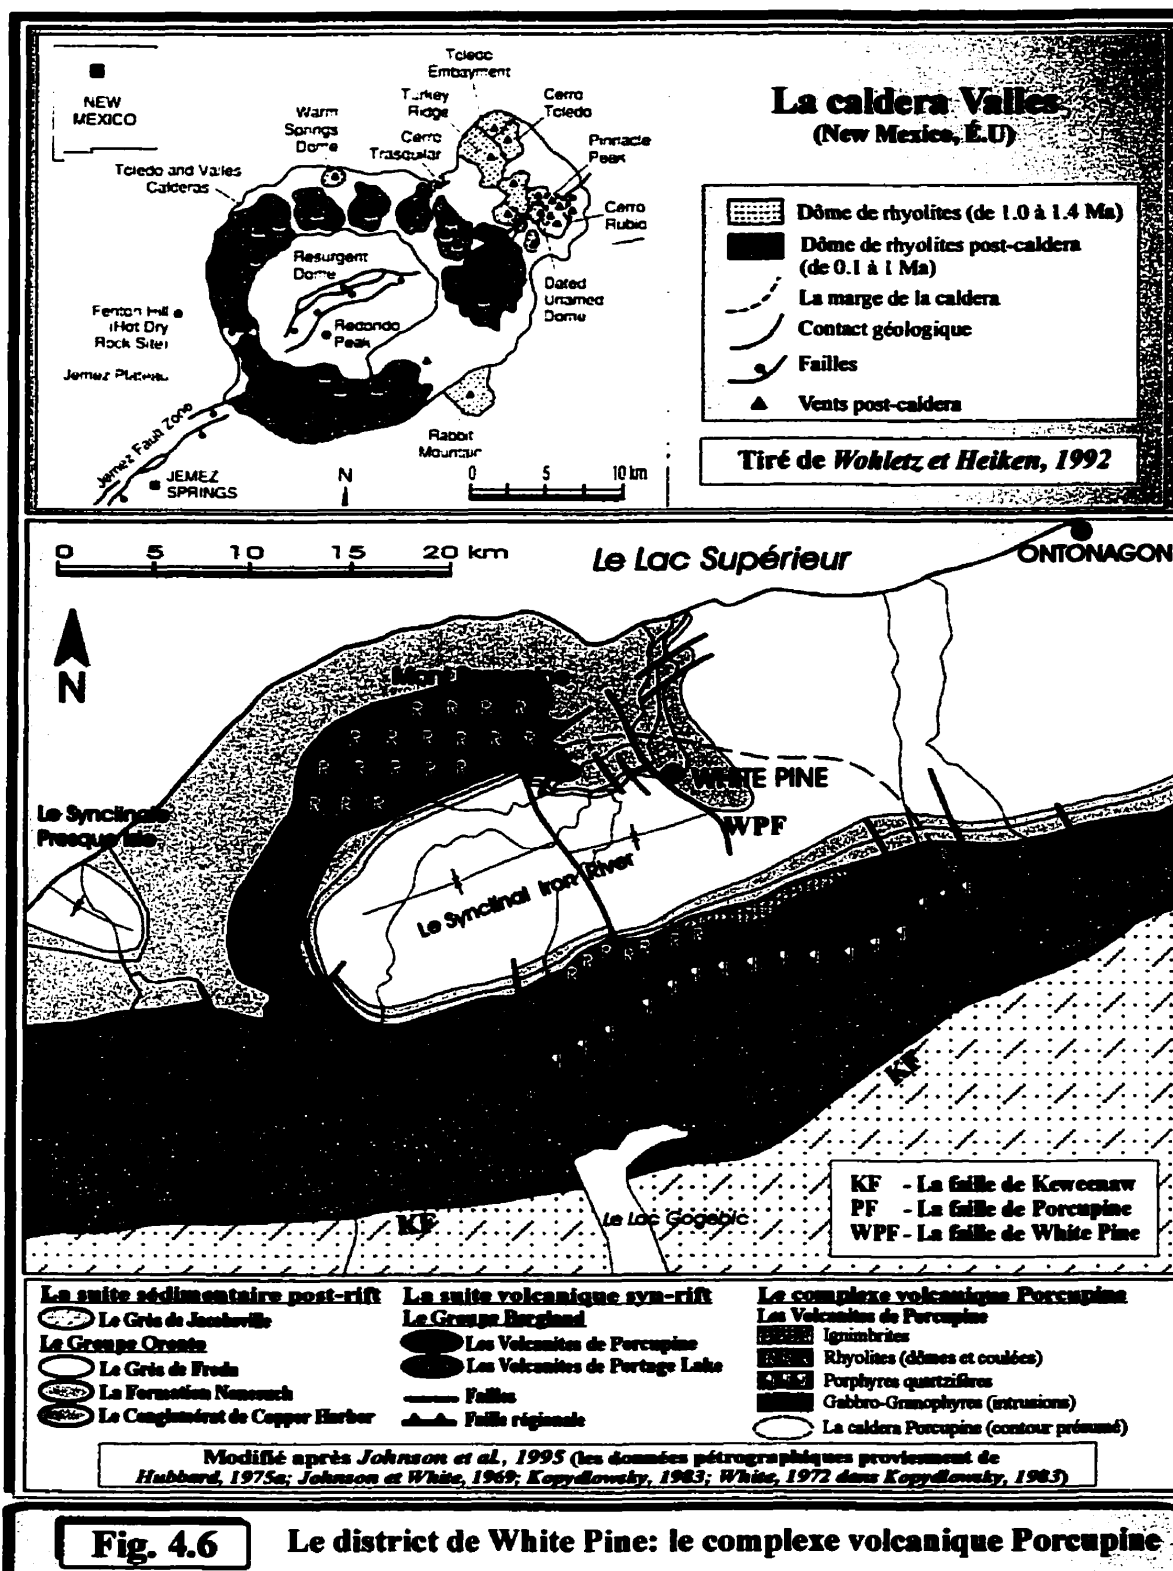 NEW
MEXICO
Toledo
Embayment
Turkey
Ridge
Cerro
Toledo
Warm
Springs
Dome
Cerro
Trasquilar
Pinnacle
Peak
Toledo and Valles
Calderas
Cerro
Rubio
Resurgent
Dome
Dated
Unamed
Dome
Fenton Hill
(Hot Dry
Rock Site)
Redondo
Peak
Jemez Plateau
Jemez Fault Zone
Rabbit
Mountain
JEMEZ
SPRINGS
N
0 5 10 km
La caldera Valles
(New Mexico, É.U)
Dôme de rhyolites (de 1.0 à 1.4 Ma)
Dôme de rhyolites post-caldera
(de 0.1 à 1 Ma)
La marge de la caldera
Contact géologique
Failles
Vents post-caldera
Tiré de Wohletz et Heiken, 1992
0 5 10 15 20 km
Le Lac Supérieur
ONTONAGON
N
R R R R
R R R R R R
R R R R R
R R R
WHITE PINE
Le Synclinale
Presque Isle
WPF
Le Synclinal Iron River
KF
KF
Le Lac Gogebic
KF - La faille de Keweenaw
PF - La faille de Porcupine
WPF - La faille de White Pine
La suite sédimentaire post-rift
Le Grès de Jacobsville
Le Groupe Oronto
Le Grès de Freda
La Formation Nonesuch
Le Conglomérat de Copper Harbor
La suite volcanique syn-rift
Le Groupe Bergland
Les Volcanites de Porcupine
Les Volcanites de Portage Lake
Failles
Faille régionale
Le complexe volcanique Porcupine
Les Volcanites de Porcupine
Ignimbrites
Rhyolites (dômes et coulées)
Porphyres quartzifères
Gabbro-Granophyres (intrusions)
La caldera Porcupine (contour présumé)
Modifié après Johnson et al., 1995 (les données pétrographiques proviennent de
Hubbard, 1975a; Johnson et White, 1969; Kopydlowsky, 1983; White, 1972 dans Kopydlowsky, 1983)
Fig. 4.6
Le district de White Pine: le complexe volcanique Porcupine